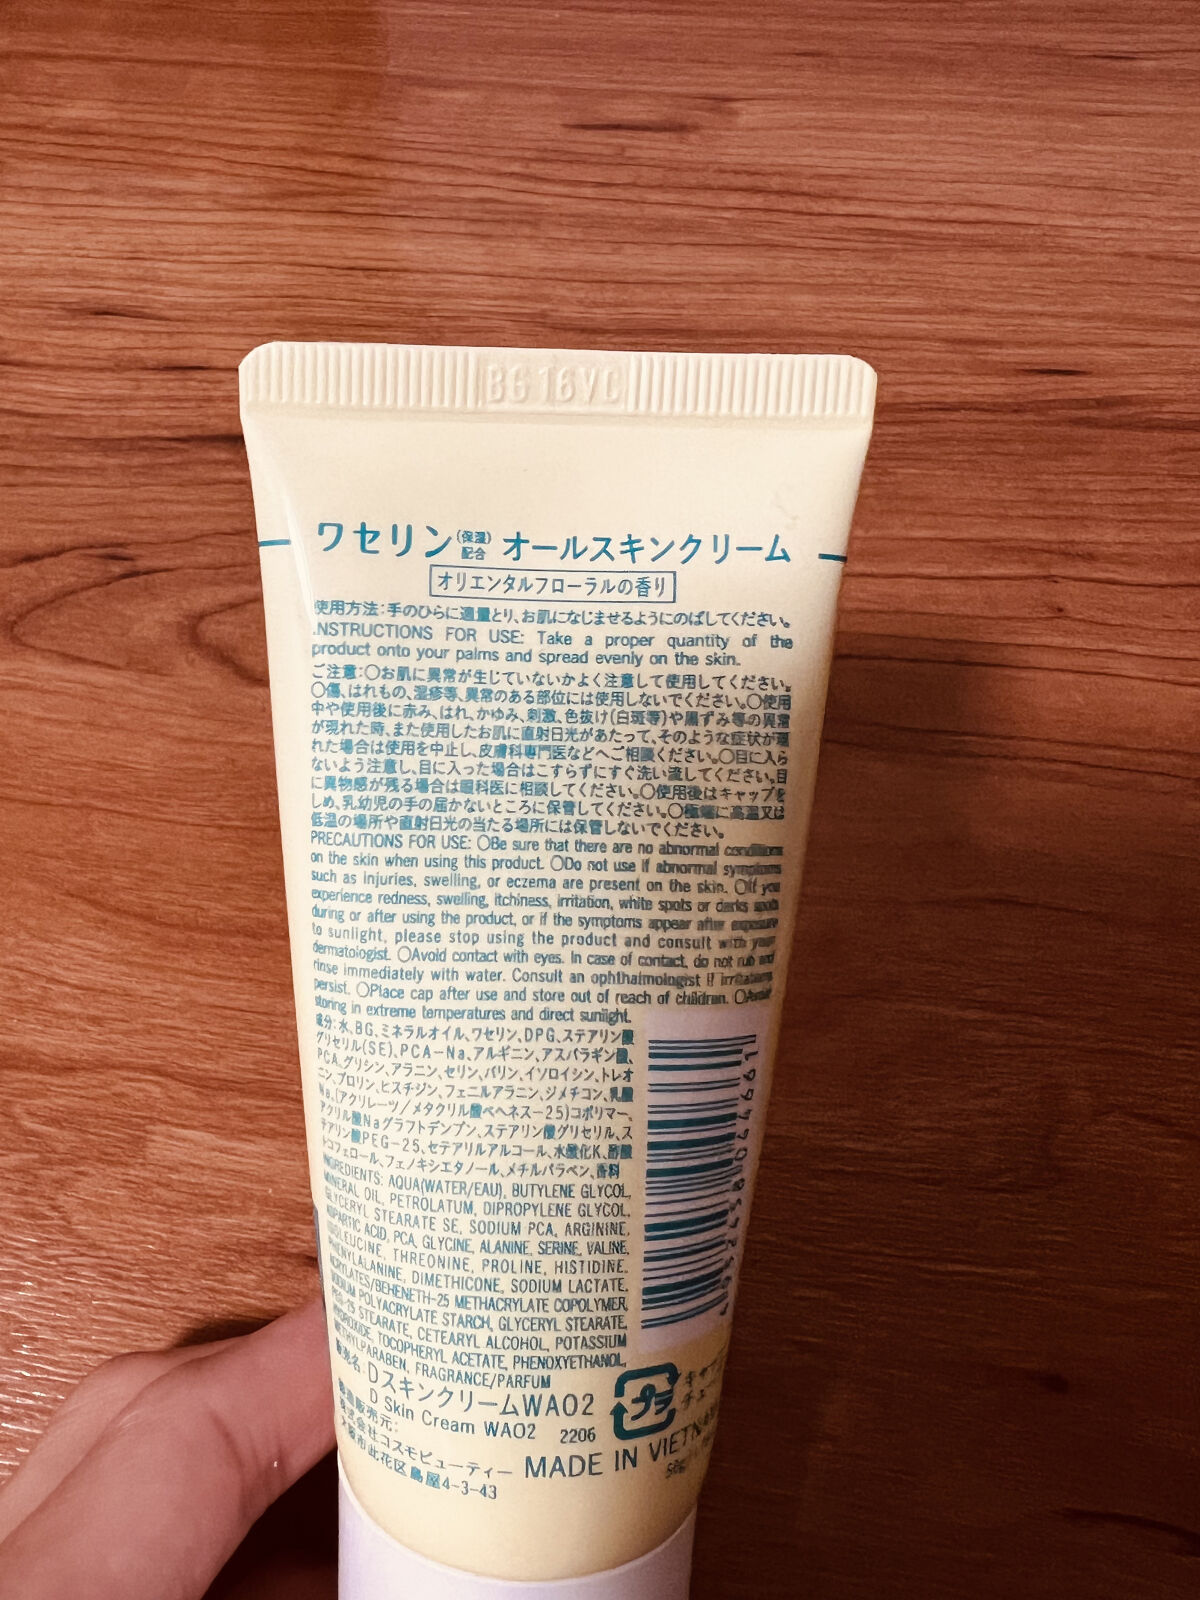 BG 16VC
ワセリン(保湿)配合 オールスキンクリーム
オリエンタルフローラルの香り
使用方法:手のひらに適量とり、お肌になじませるようにのばしてください。
INSTRUCTIONS FOR USE: Take a proper quantity of the
product onto your palms and spread evenly on the skin.
ご注意:○お肌に異常が生じていないかよく注意して使用してください。
○傷、はれもの、湿疹等、異常のある部位には使用しないでください。○使用
中や使用後に赤み、はれ、かゆみ、刺激、色抜け(白斑等)や黒ずみ等の異常
が現れた時、また使用したお肌に直射日光があたって、そのような症状が現
れた場合は使用を中止し、皮膚科専門医などへご相談ください。○目に入ら
ないよう注意し、目に入った場合はこすらずにすぐ洗い流してください。目
に異物感が残る場合は眼科医に相談してください。○使用後はキャップを
しめ、乳幼児の手の届かないところに保管してください。○極端に高温又は
低温の場所や直射日光の当たる場所には保管しないでください。
PRECAUTIONS FOR USE: ○Be sure that there are no abnormal conditions
on the skin when using this product. ○Do not use if abnormal symptoms
such as injuries, swelling, or eczema are present on the skin. ○If you
experience redness, swelling, itchiness, irritation, white spots or darks spots
during or after using the product, or if the symptoms appear after exposure
to sunlight, please stop using the product and consult with your
dermatologist. ○Avoid contact with eyes. In case of contact, do not rub and
rinse immediately with water. Consult an ophthalmologist if irritations
persist. ○Place cap after use and store out of reach of children. ○Avoid
storing in extreme temperatures and direct sunlight.
成分:水、BG、ミネラルオイル、ワセリン、DPG、ステアリン酸
グリセリル(SE)、PCA-Na、アルギニン、アスパラギン酸、
PCA、グリシン、アラニン、セリン、バリン、イソロイシン、トレオ
ニン、プロリン、ヒスチジン、フェニルアラニン、ジメチコン、乳酸
Na、(アクリレーツ/メタクリル酸ベヘネス-25)コポリマー、
アクリル酸Naグラフトデンプン、ステアリン酸グリセリル、ス
テアリン酸PEG-25、セテアリルアルコール、水酸化K、酢酸
トコフェロール、フェノキシエタノール、メチルパラベン、香料
INGREDIENTS: AQUA(WATER/EAU), BUTYLENE GLYCOL,
MINERAL OIL, PETROLATUM, DIPROPYLENE GLYCOL,
GLYCERYL STEARATE SE, SODIUM PCA, ARGININE,
ASPARTIC ACID, PCA, GLYCINE, ALANINE, SERINE, VALINE,
ISOLEUCINE, THREONINE, PROLINE, HISTIDINE,
PHENYLALANINE, DIMETHICONE, SODIUM LACTATE,
ACRYLATES/BEHENETH-25 METHACRYLATE COPOLYMER,
SODIUM POLYACRYLATE STARCH, GLYCERYL STEARATE,
PEG-25 STEARATE, CETEARYL ALCOHOL, POTASSIUM
HYDROXIDE, TOCOPHERYL ACETATE, PHENOXYETHANOL,
METHYLPARABEN, FRAGRANCE/PARFUM
販売名:DスキンクリームWA02
D Skin Cream WA02 2206
製造販売元:
株式会社コスモビューティー
大阪市此花区島屋4-3-43
プラ
MADE IN VIETNAM